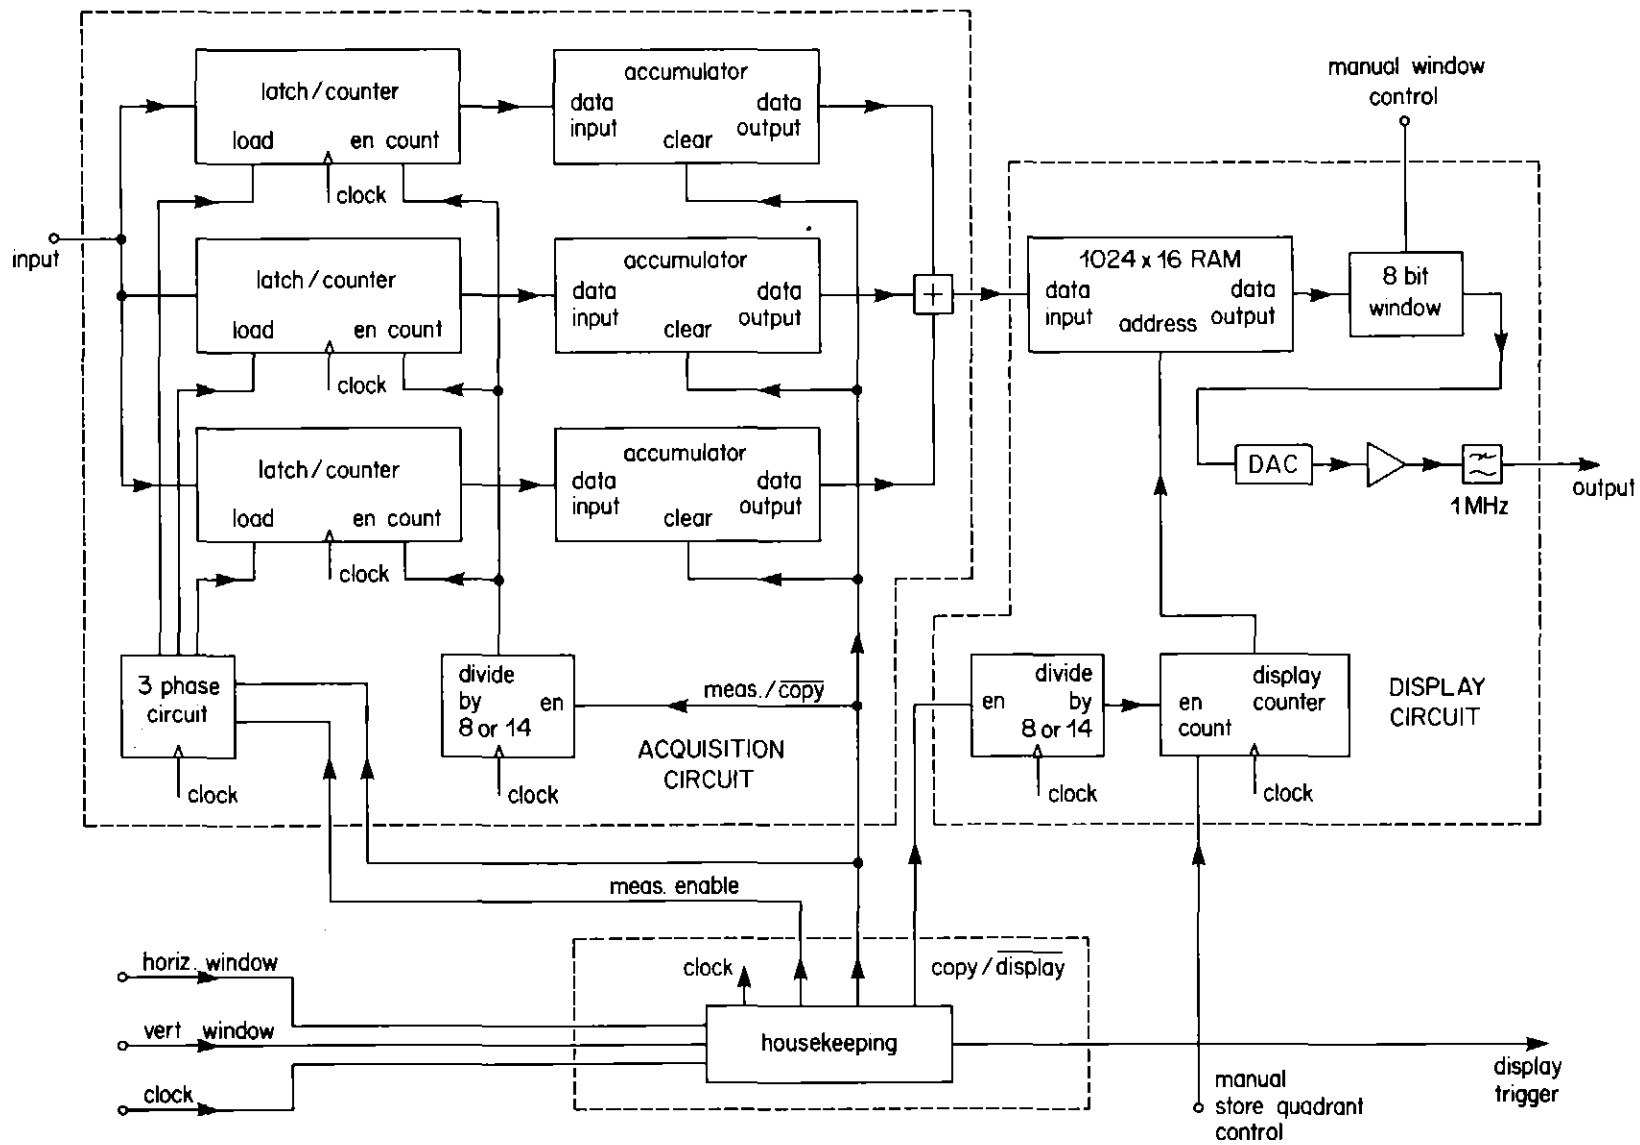 latch/counter
load
en count
clock
accumulator
data
input
data
output
clear
manual window
control
input
latch/counter
load
en count
clock
accumulator
data
input
data
output
clear
+
1024 x 16 RAM
data
input
data
output
address
8 bit
window
latch/counter
load
en count
clock
accumulator
data
input
data
output
clear
DAC
1 MHz
output
3 phase
circuit
clock
divide
by
8 or 14
en
clock
meas./copy
ACQUISITION
CIRCUIT
en
divide
by
8 or 14
clock
en
count
display
counter
clock
DISPLAY
CIRCUIT
meas. enable
horiz. window
vert window
clock
clock
copy/display
housekeeping
display
trigger
manual
store quadrant
control